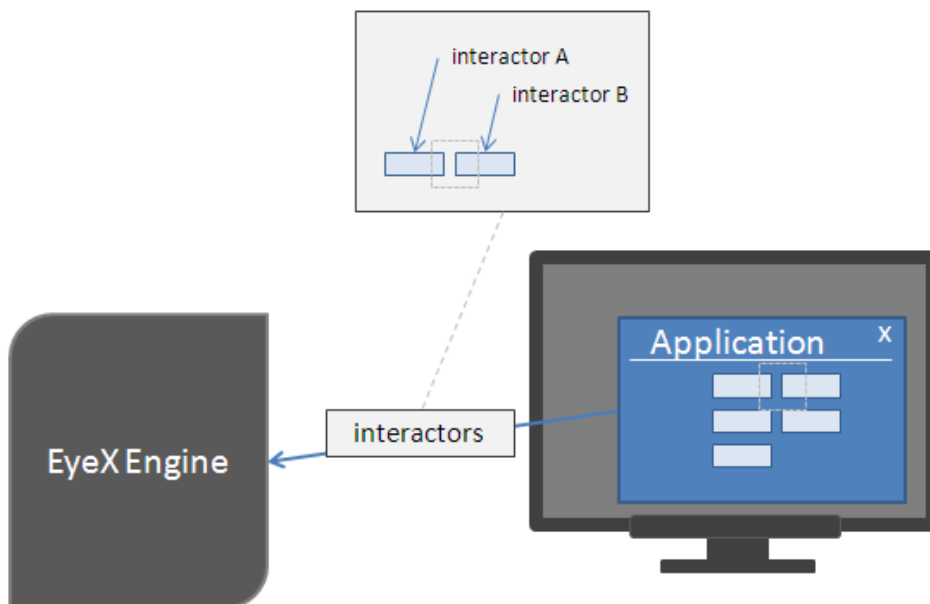 interactor A
interactor B
Application
X
interactors
EyeX Engine